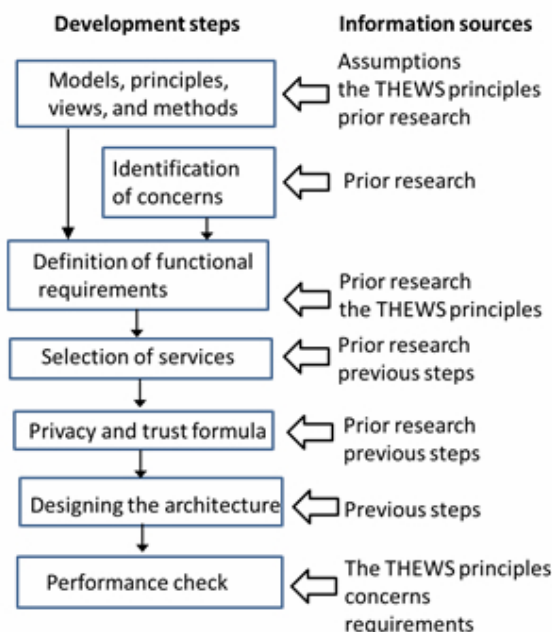 Development steps
Information sources
Models, principles,
views, and methods
Assumptions
the THEWS principles
prior research
Identification
of concerns
Prior research
Definition of functional
requirements
Prior research
the THEWS principles
Selection of services
Prior research
previous steps
Privacy and trust formula
Prior research
previous steps
Designing the architecture
Previous steps
Performance check
The THEWS principles
concerns
requirements